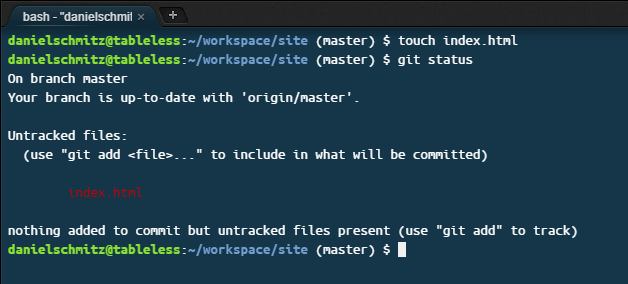 bash - "danielschmit
danielschmitz@tableless:~/workspace/site (master) $ touch index.html
danielschmitz@tableless:~/workspace/site (master) $ git status
On branch master
Your branch is up-to-date with 'origin/master'.
Untracked files:
(use "git add <file>..." to include in what will be committed)
index.html
nothing added to commit but untracked files present (use "git add" to track)
danielschmitz@tableless:~/workspace/site (master) $